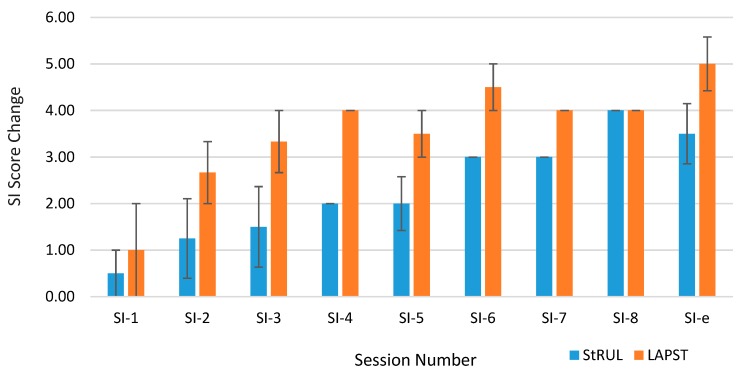 6.00
5.00
4.00
3.00
2.00
1.00
0.00
SI Score Change
SI-1 SI-2 SI-3 SI-4 SI-5 SI-6 SI-7 SI-8 SI-e
Session Number
StRUL LAPST